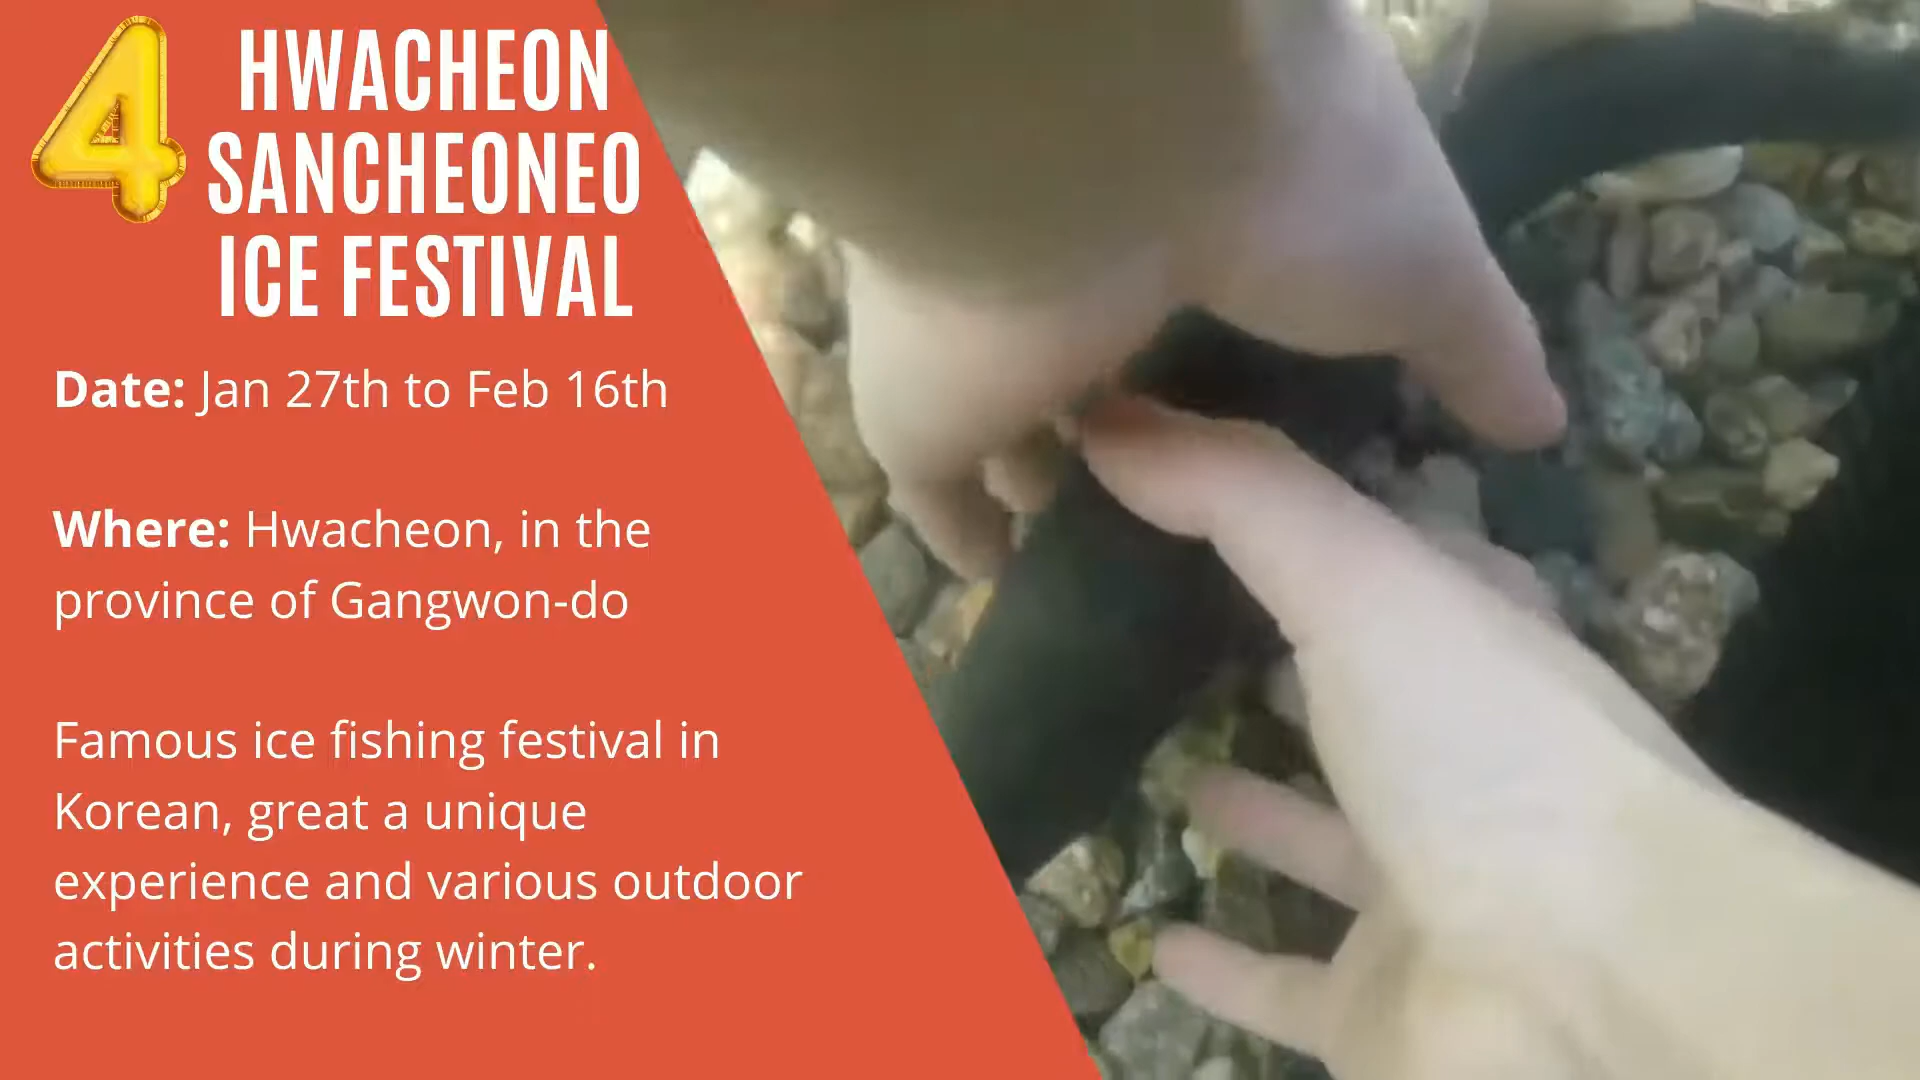 4
HWACHEON
SANCHEONEO
ICE FESTIVAL
Date: Jan 27th to Feb 16th
Where: Hwacheon, in the
province of Gangwon-do
Famous ice fishing festival in
Korean, great a unique
experience and various outdoor
activities during winter.